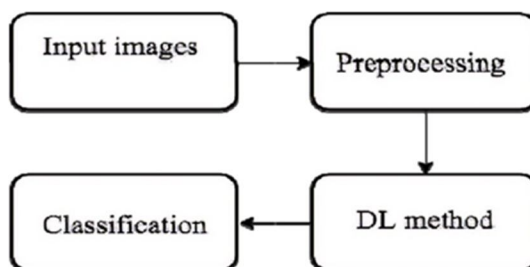 Input images
Preprocessing
DL method
Classification